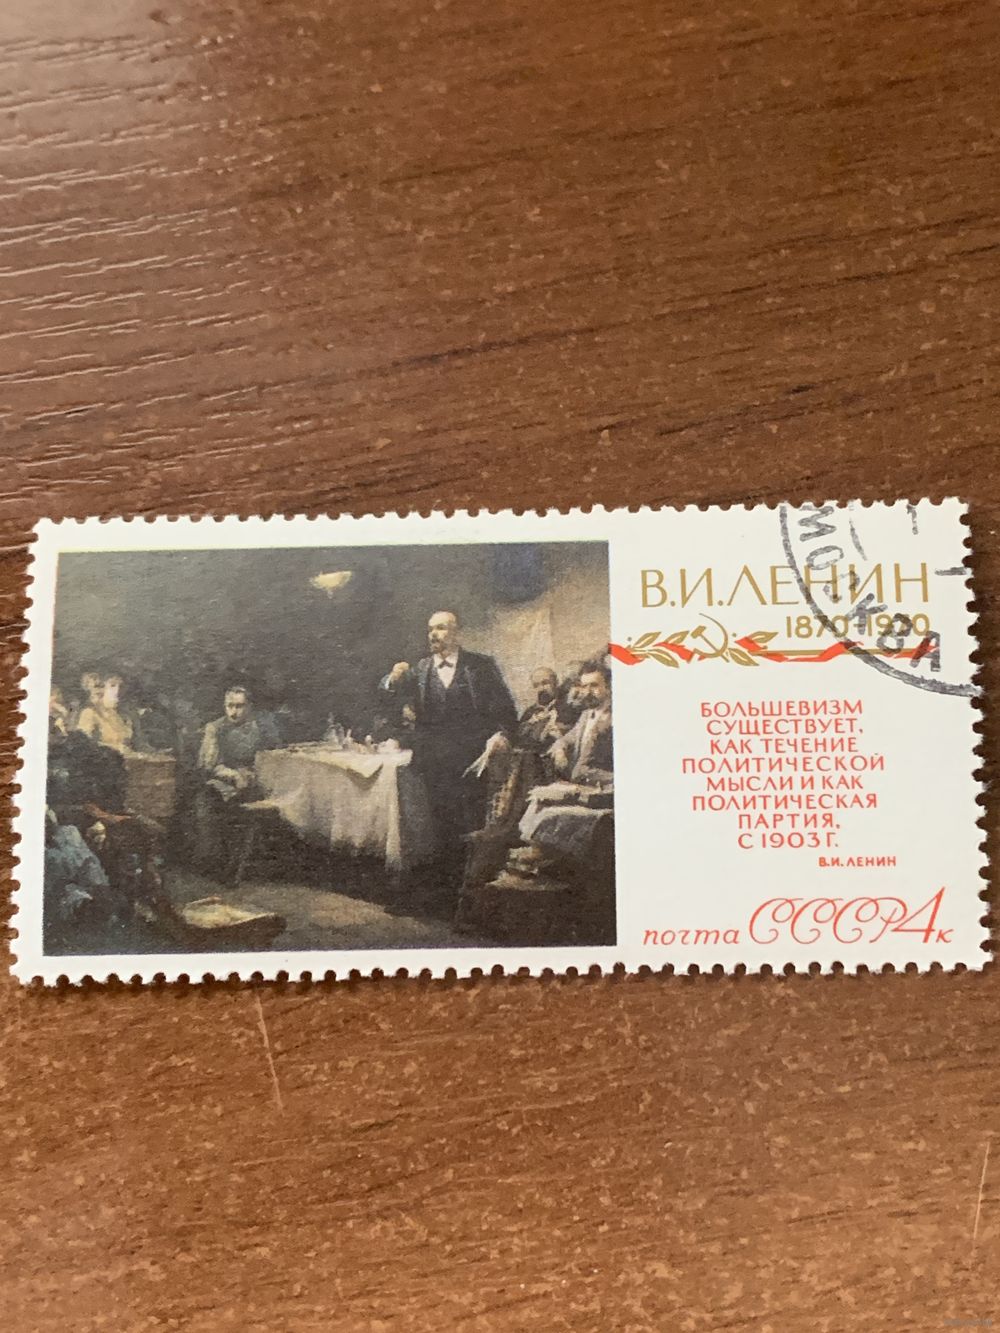 В.И.ЛЕНИН
1870-1970
МОСКВА
БОЛЬШЕВИЗМ
СУЩЕСТВУЕТ,
КАК ТЕЧЕНИЕ
ПОЛИТИЧЕСКОЙ
МЫСЛИ И КАК
ПОЛИТИЧЕСКАЯ
ПАРТИЯ,
С 1903 Г.
В.И.ЛЕНИН
почта СССР 4к